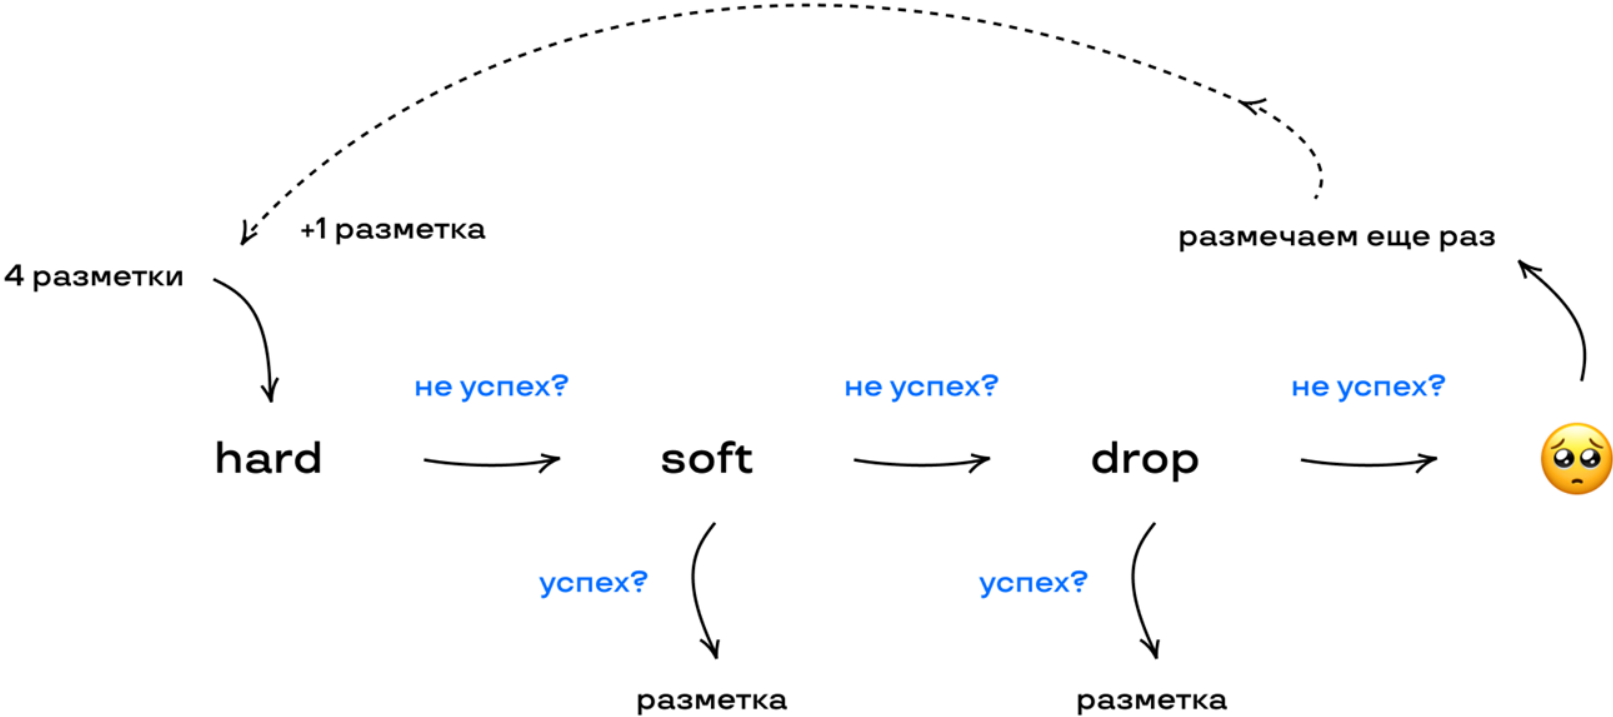 +1 разметка
размечаем еще раз
4 разметки
не успех?
не успех?
не успех?
hard
soft
drop
успех?
успех?
разметка
разметка